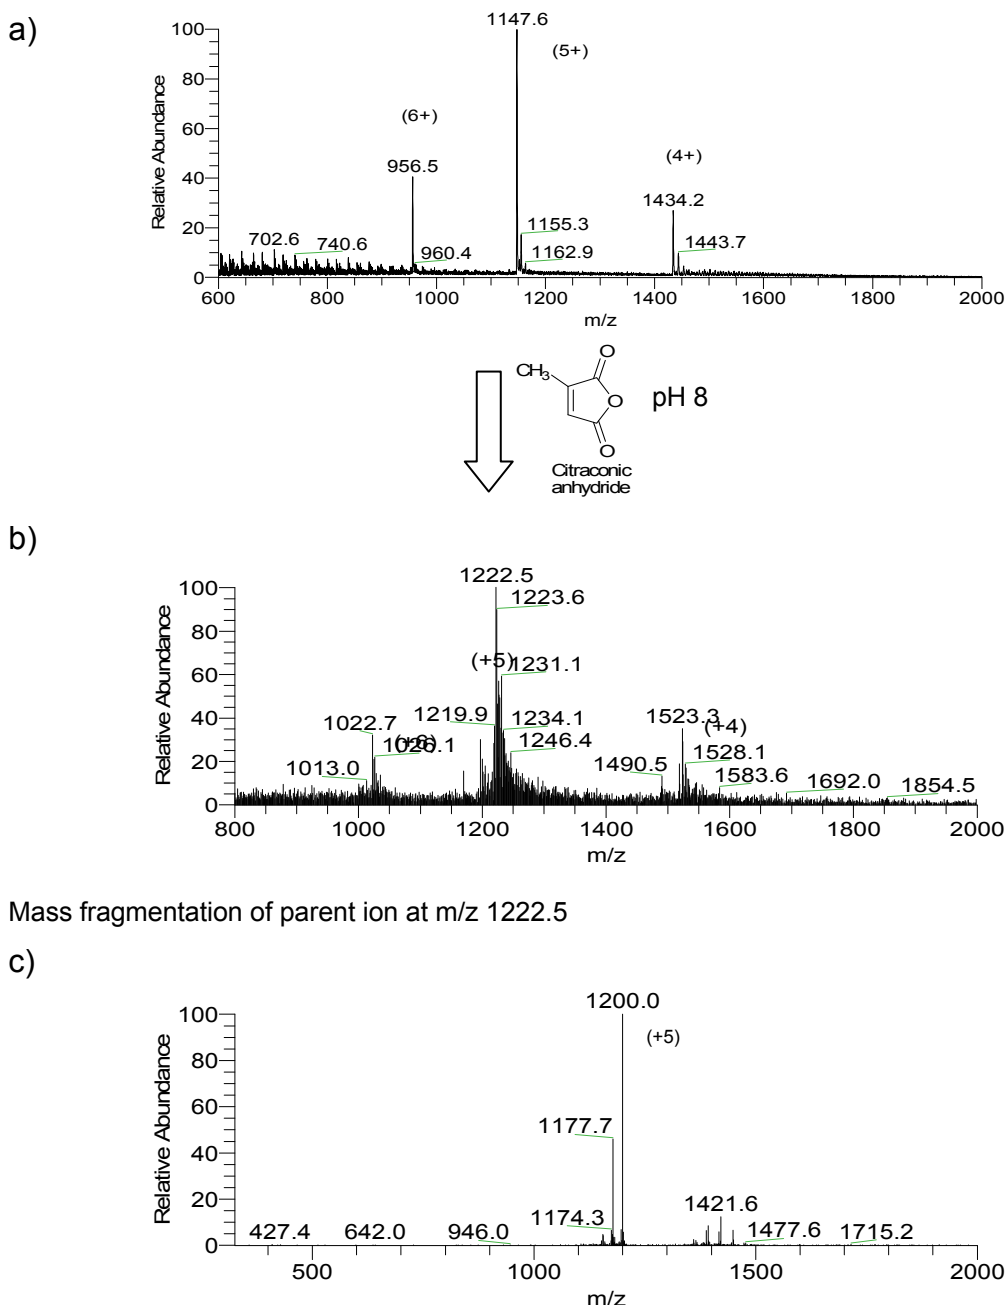 a)
1147.6
(5+)
(6+)
(4+)
956.5
1434.2
1155.3
1443.7
702.6
740.6
960.4
1162.9
Relative Abundance
100
80
60
40
20
0
600 800 1000 1200 1400 1600 1800 2000
m/z
CH3
O
O
O
pH 8
Citraconic
anhydride
b)
1222.5
1223.6
(+5)
1231.1
1219.9
1234.1
1022.7
(+6)
1026.1
1246.4
1523.3
(+4)
1013.0
1490.5
1528.1
1583.6
1692.0
1854.5
Relative Abundance
100
80
60
40
20
0
800 1000 1200 1400 1600 1800 2000
m/z
Mass fragmentation of parent ion at m/z 1222.5
c)
1200.0
(+5)
1177.7
1421.6
1174.3
427.4
642.0
946.0
1477.6
1715.2
Relative Abundance
100
80
60
40
20
0
500 1000 1500 2000
m/z